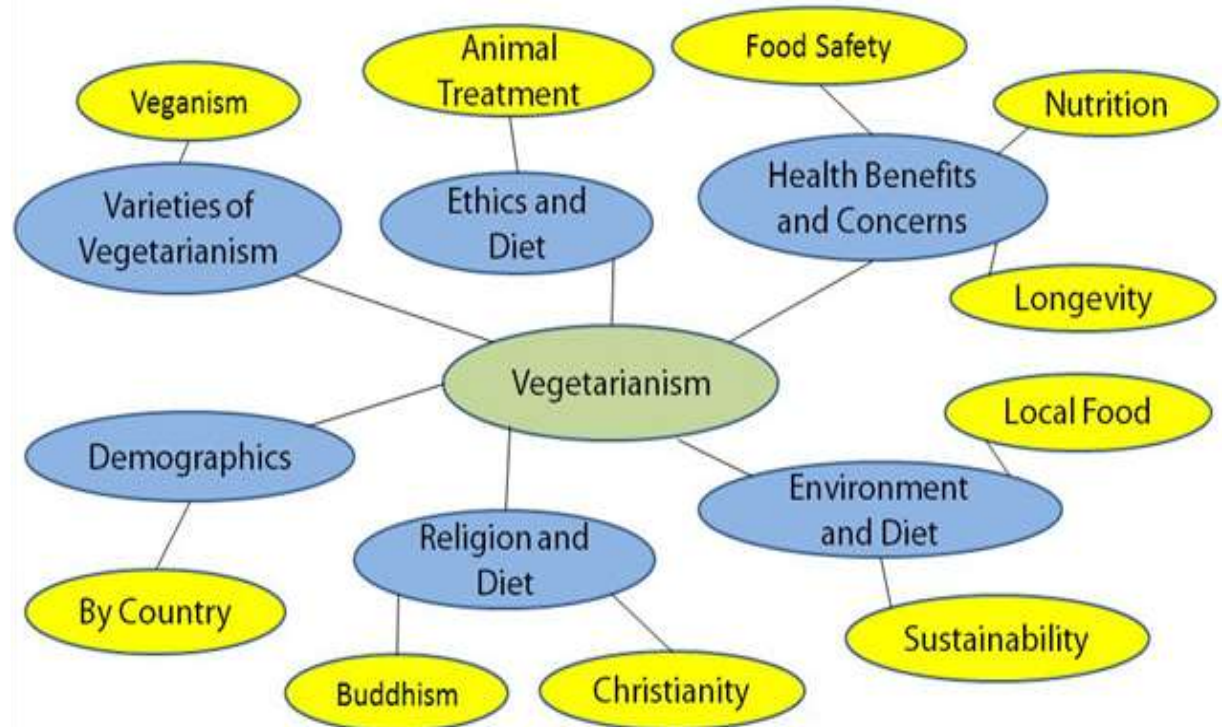 Veganism
Varieties of
Vegetarianism
Animal
Treatment
Ethics and
Diet
Food Safety
Nutrition
Health Benefits
and Concerns
Longevity
Vegetarianism
Local Food
Environment
and Diet
Sustainability
Demographics
By Country
Religion and
Diet
Buddhism
Christianity